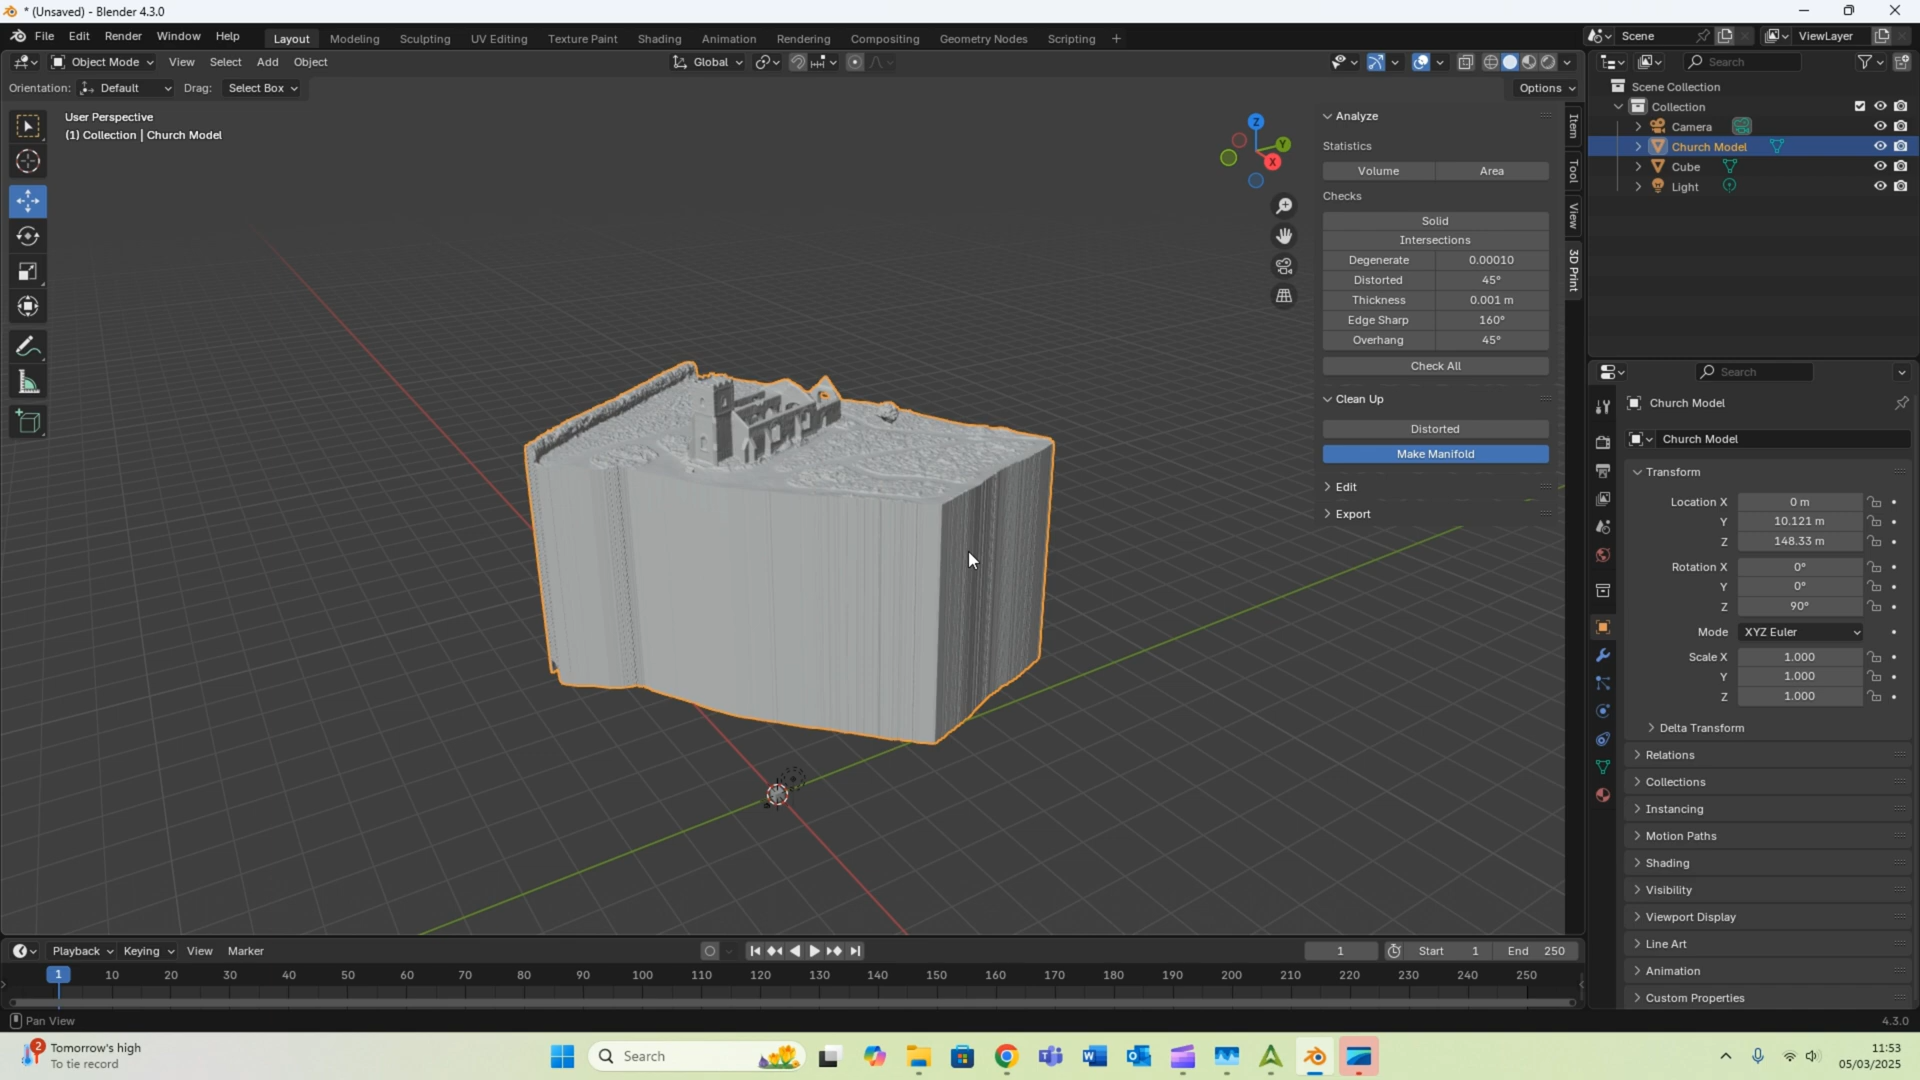 * (Unsaved) - Blender 4.3.0
File Edit Render Window Help Layout Modeling Sculpting UV Editing Texture Paint Shading Animation Rendering Compositing Geometry Nodes Scripting + Scene ViewLayer
Object Mode View Select Add Object Global Search
Orientation: Default Drag: Select Box Options
Scene Collection
Collection
Camera
Church Model
Cube
Light
User Perspective
(1) Collection | Church Model
Z
Y
X
Analyze
Statistics
Volume Area
Checks
Solid
Intersections
Degenerate 0.00010
Distorted 45°
Thickness 0.001 m
Edge Sharp 160°
Overhang 45°
Check All
Clean Up
Distorted
Make Manifold
Edit
Export
Item
Tool
View
3D Print
Search
Church Model
Church Model
Transform
Location X 0 m
Y 10.121 m
Z 148.33 m
Rotation X 0°
Y 0°
Z 90°
Mode XYZ Euler
Scale X 1.000
Y 1.000
Z 1.000
Delta Transform
Relations
Collections
Instancing
Motion Paths
Shading
Visibility
Viewport Display
Line Art
Animation
Custom Properties
Playback Keying View Marker 1 Start 1 End 250
1 10 20 30 40 50 60 70 80 90 100 110 120 130 140 150 160 170 180 190 200 210 220 230 240 250
Pan View 4.3.0
2 Tomorrow's high
To tie record
Search
11:53
05/03/2025